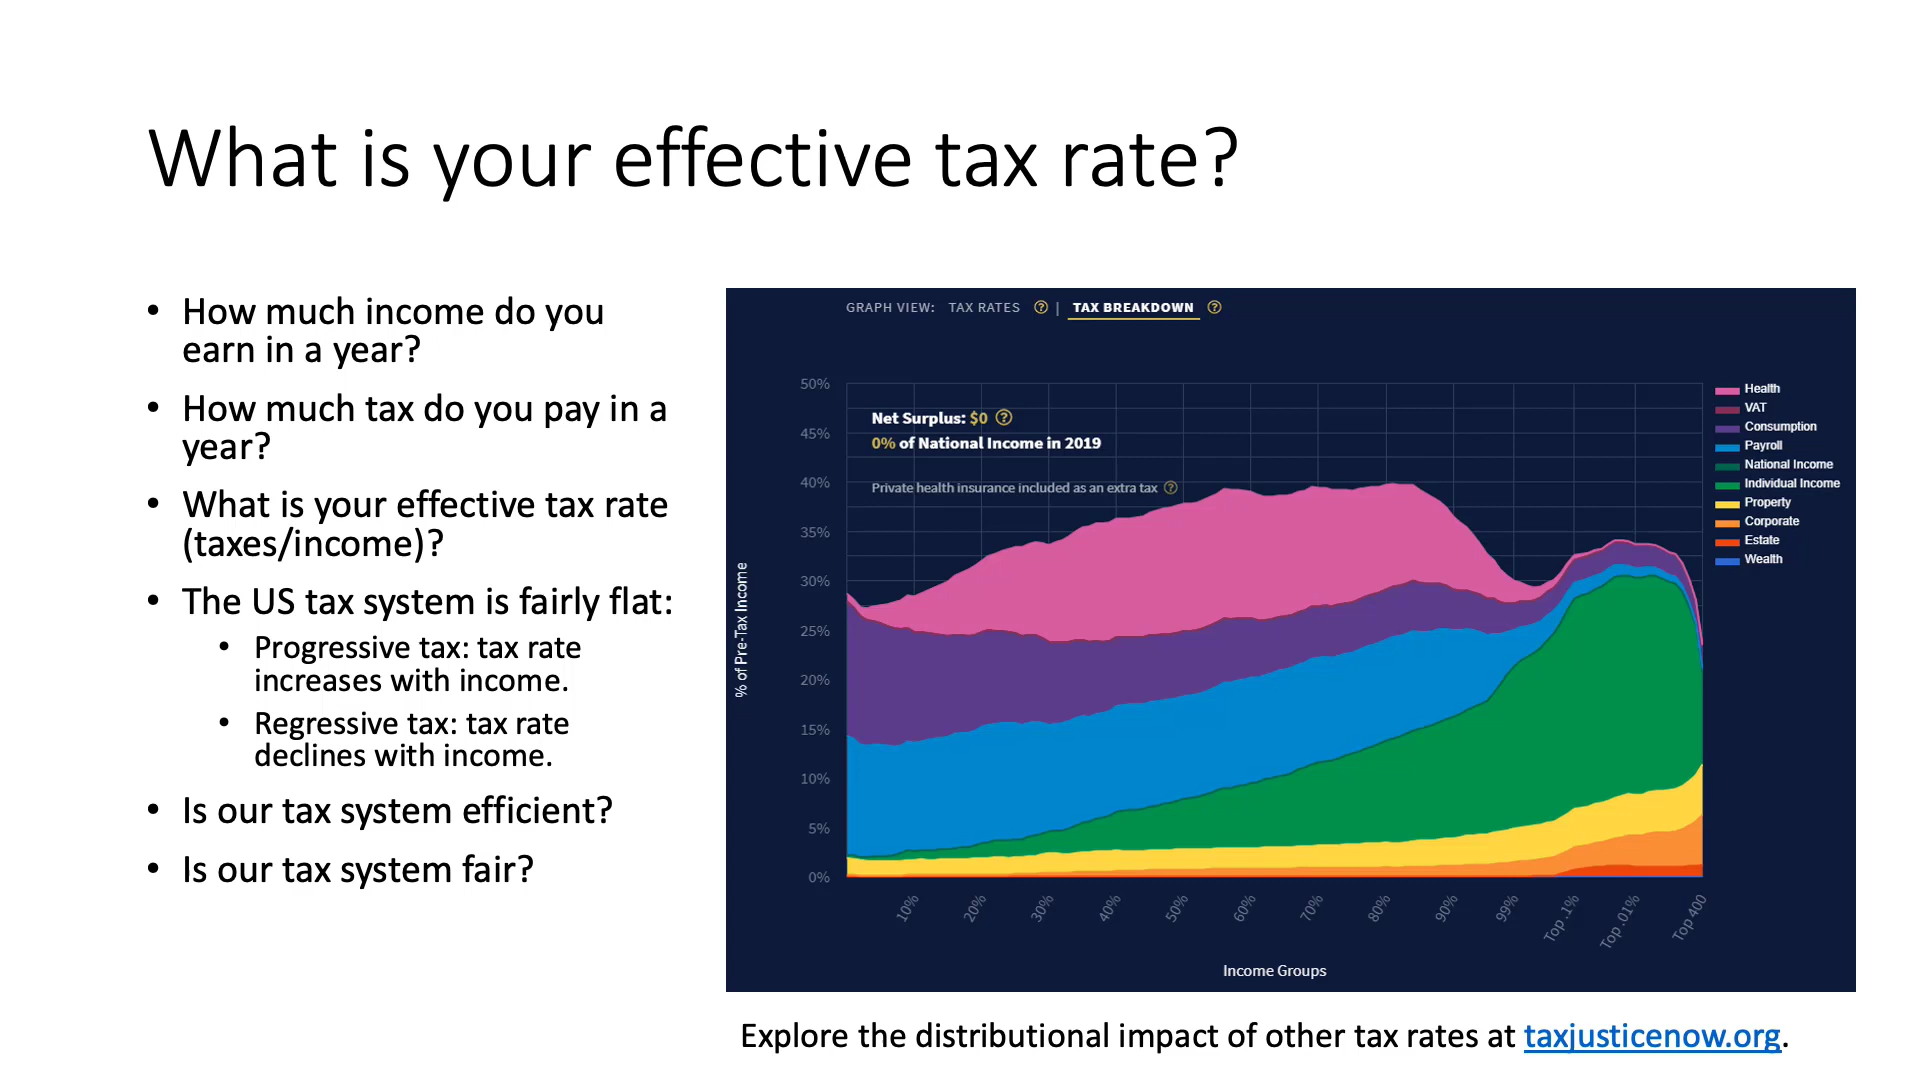 What is your effective tax rate?
• How much income do you
earn in a year?
• How much tax do you pay in a
year?
• What is your effective tax rate
(taxes/income)?
• The US tax system is fairly flat:
• Progressive tax: tax rate
increases with income.
• Regressive tax: tax rate
declines with income.
• Is our tax system efficient?
• Is our tax system fair?
GRAPH VIEW: TAX RATES ? | TAX BREAKDOWN ?
Net Surplus: $0 ?
0% of National Income in 2019
Private health insurance included as an extra tax ?
% of Pre-Tax Income
50%
45%
40%
35%
30%
25%
20%
15%
10%
5%
0%
10% 20% 30% 40% 50% 60% 70% 80% 90% 99% Top .1% Top .01% Top 400
Income Groups
Health
VAT
Consumption
Payroll
National Income
Individual Income
Property
Corporate
Estate
Wealth
Explore the distributional impact of other tax rates at taxjusticenow.org.